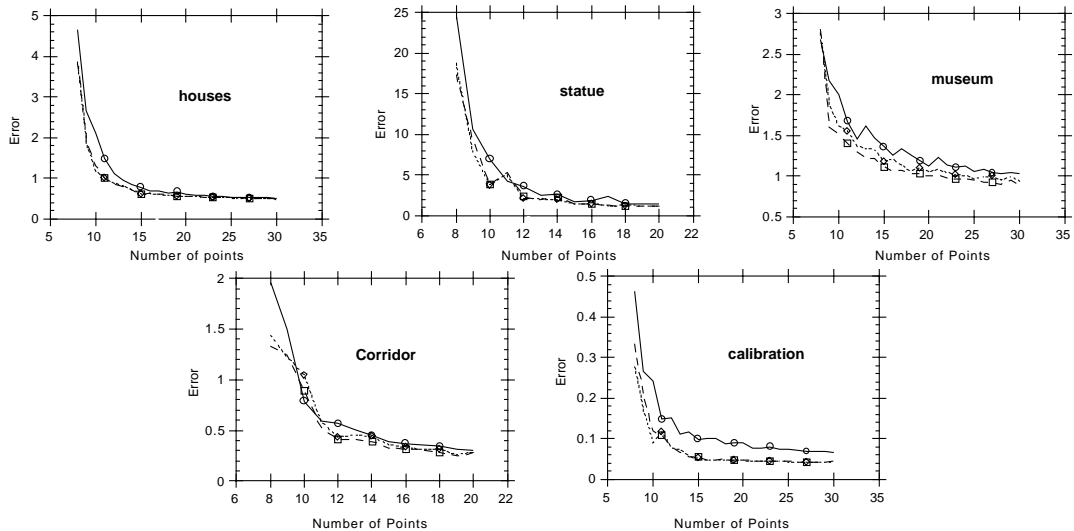 5
4
3
2
1
0
Error
houses
5 10 15 20 25 30 35
Number of points
25
20
15
10
5
0
Error
statue
4 6 8 10 12 14 16 18 20 22
Number of Points
3
2.5
2
1.5
1
0.5
Error
museum
5 10 15 20 25 30 35
Number of Points
2
1.5
1
0.5
0
Error
Corridor
6 8 10 12 14 16 18 20 22
Number of Points
0.5
0.4
0.3
0.2
0.1
0
Error
calibration
5 10 15 20 25 30 35
Number of Points